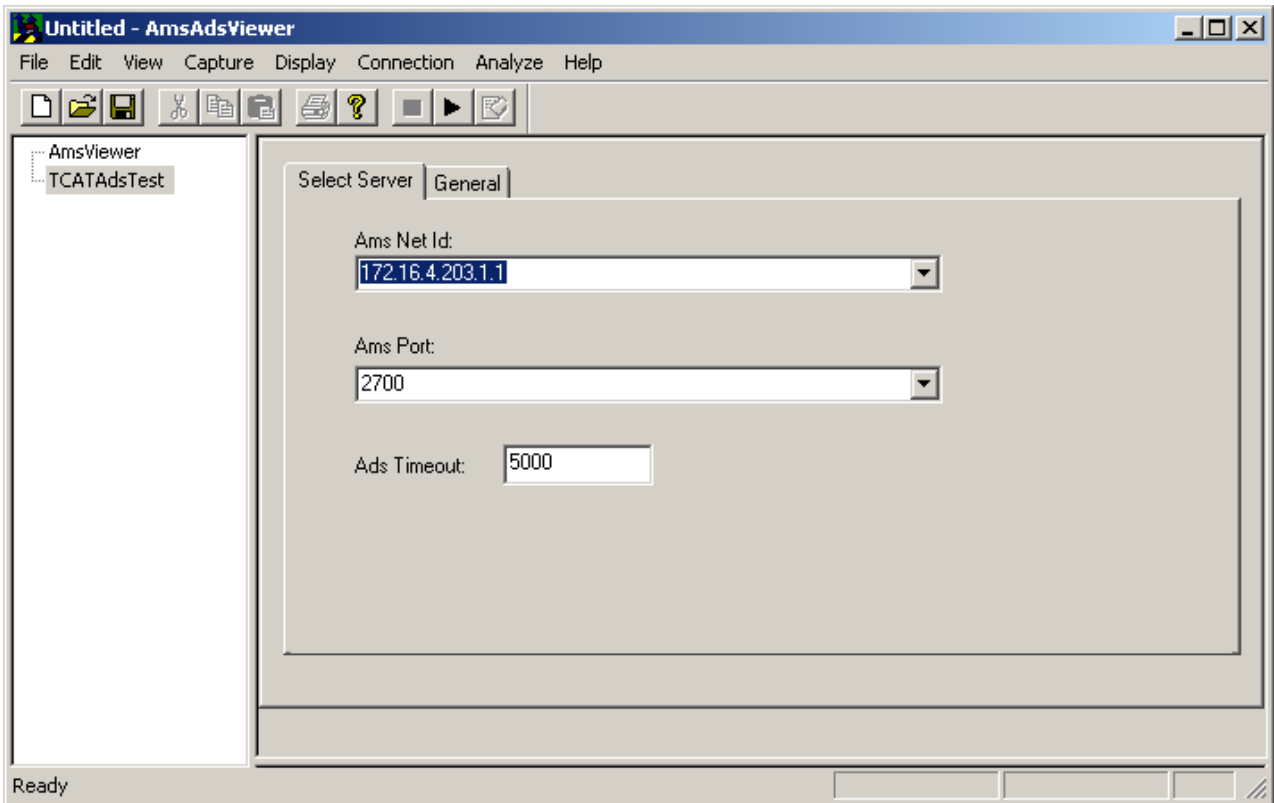 Untitled - AmsAdsViewer
File Edit View Capture Display Connection Analyze Help
AmsViewer
TCATAdsTest
Select Server General
Ams Net Id:
172.16.4.203.1.1
Ams Port:
2700
Ads Timeout: 5000
Ready